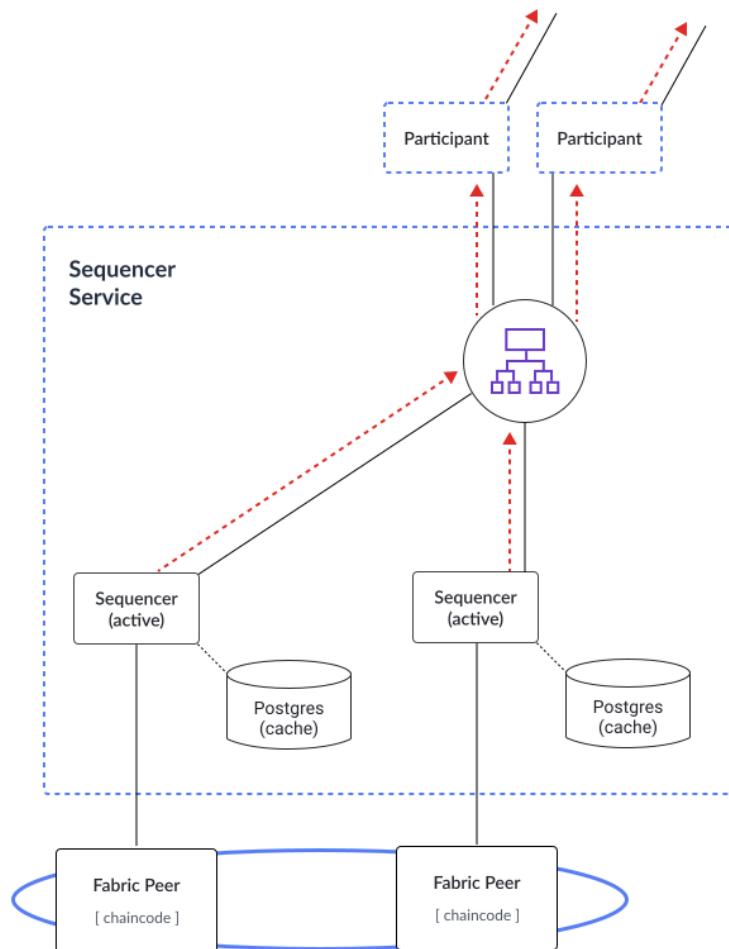 Participant
Participant
Sequencer
Service
Sequencer
(active)
Sequencer
(active)
Postgres
(cache)
Postgres
(cache)
Fabric Peer
[ chaincode ]
Fabric Peer
[ chaincode ]